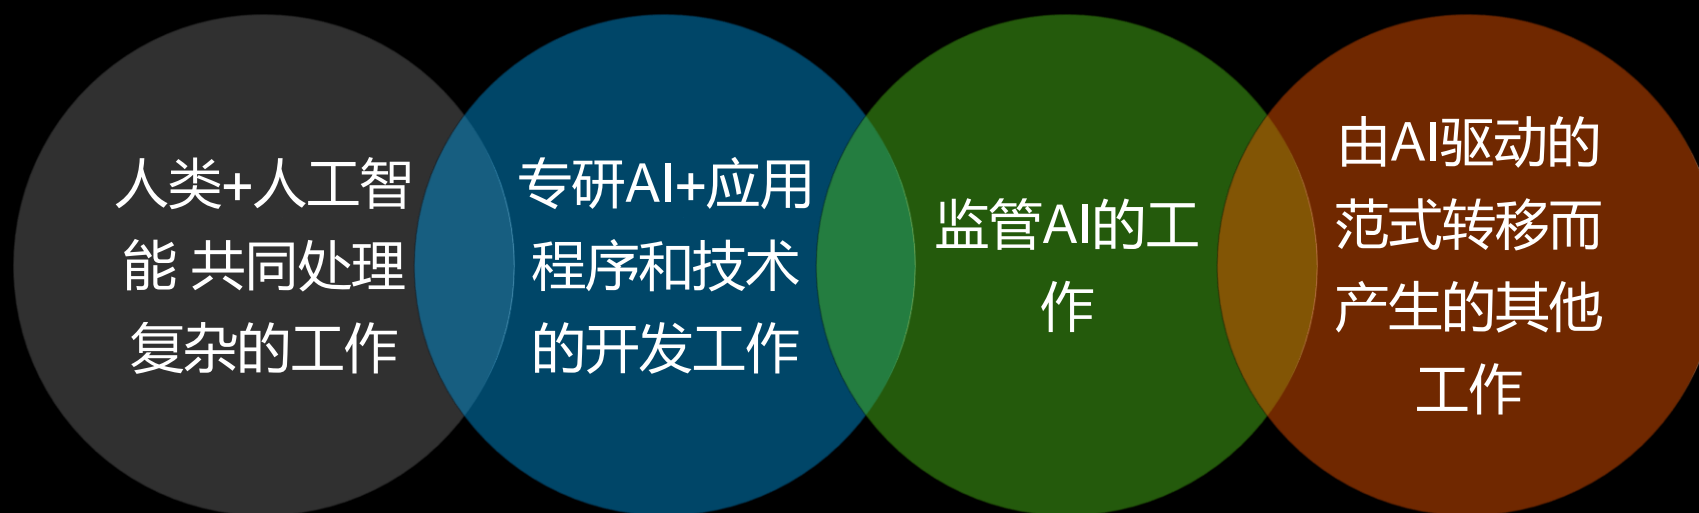 人类+人工智
能 共同处理
复杂的工作
专研AI+应用
程序和技术
的开发工作
监管AI的工
作
由AI驱动的
范式转移而
产生的其他
工作